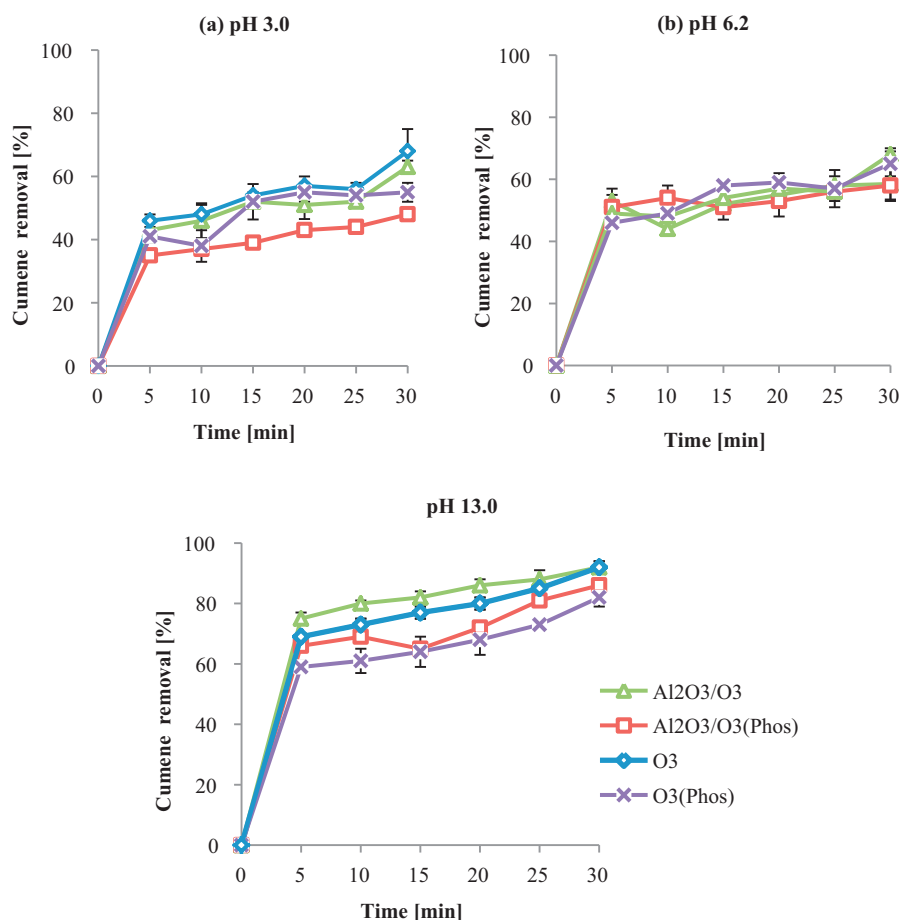 (a) pH 3.0
100
80
60
40
20
0
Cumene removal [%]
0 5 10 15 20 25 30
Time [min]
(b) pH 6.2
100
80
60
40
20
0
Cumene removal [%]
0 5 10 15 20 25 30
Time [min]
pH 13.0
100
80
60
40
20
0
Cumene removal [%]
0 5 10 15 20 25 30
Time [min]
Al2O3/O3
Al2O3/O3(Phos)
O3
O3(Phos)